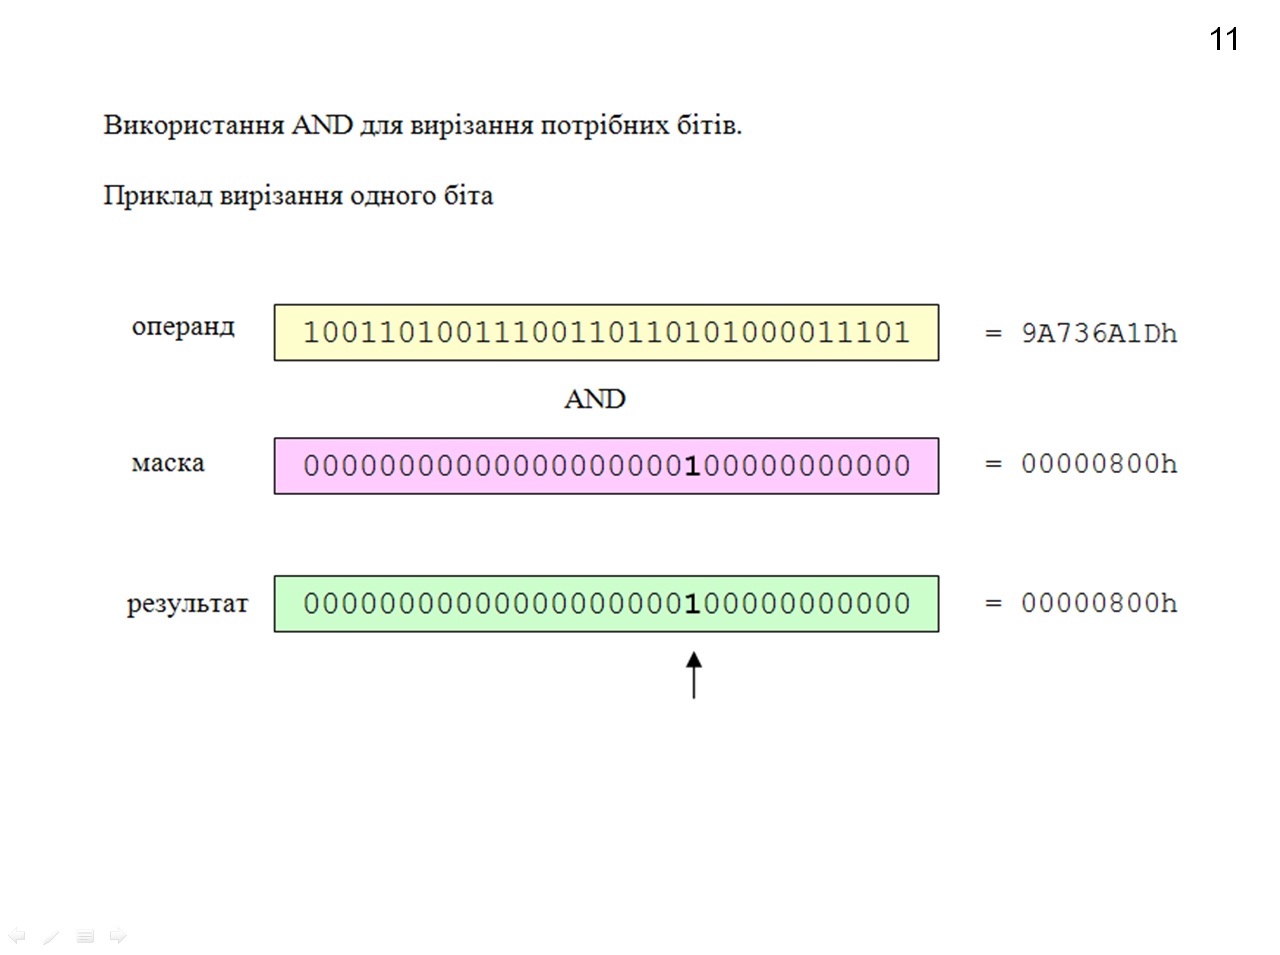 11
Використання AND для вирізання потрібних бітів.
Приклад вирізання одного біта
операнд 10011010011100110110101000011101 = 9A736A1Dh
AND
маска 00000000000000000000100000000000 = 00000800h
результат 00000000000000000000100000000000 = 00000800h